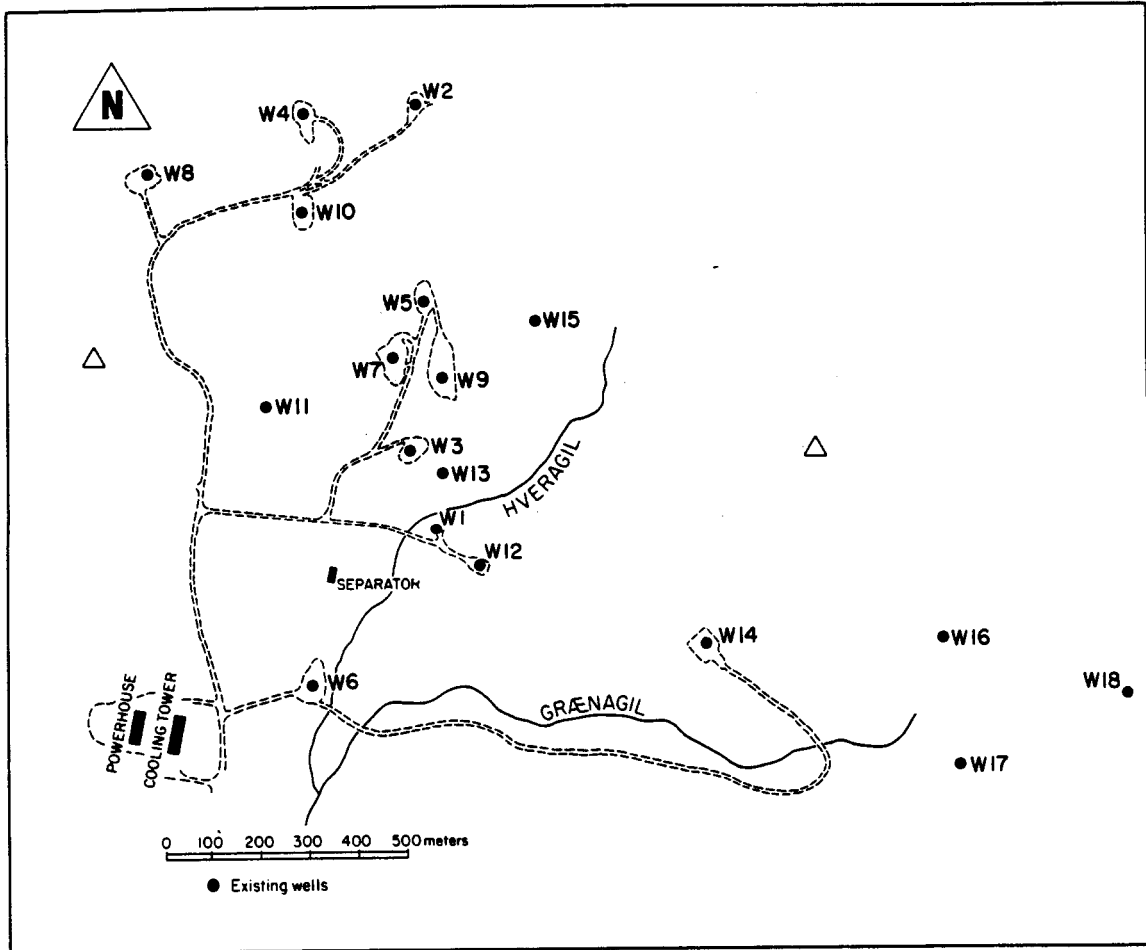 N
W4
W2
W8
W10
W5
W15
W7
W9
W11
W3
W13
HVERAGIL
W1
W12
SEPARATOR
W14
W16
W6
W18
POWERHOUSE
COOLING TOWER
GRÆNAGIL
W17
0 100 200 300 400 500 meters
Existing wells